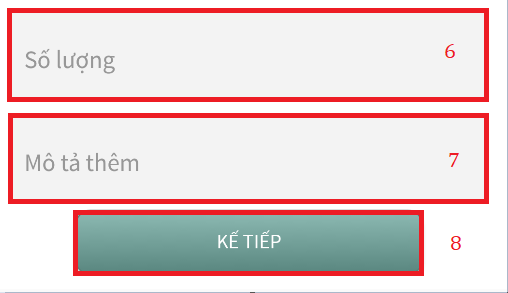 Số lượng 6
Mô tả thêm 7
KẾ TIẾP 8